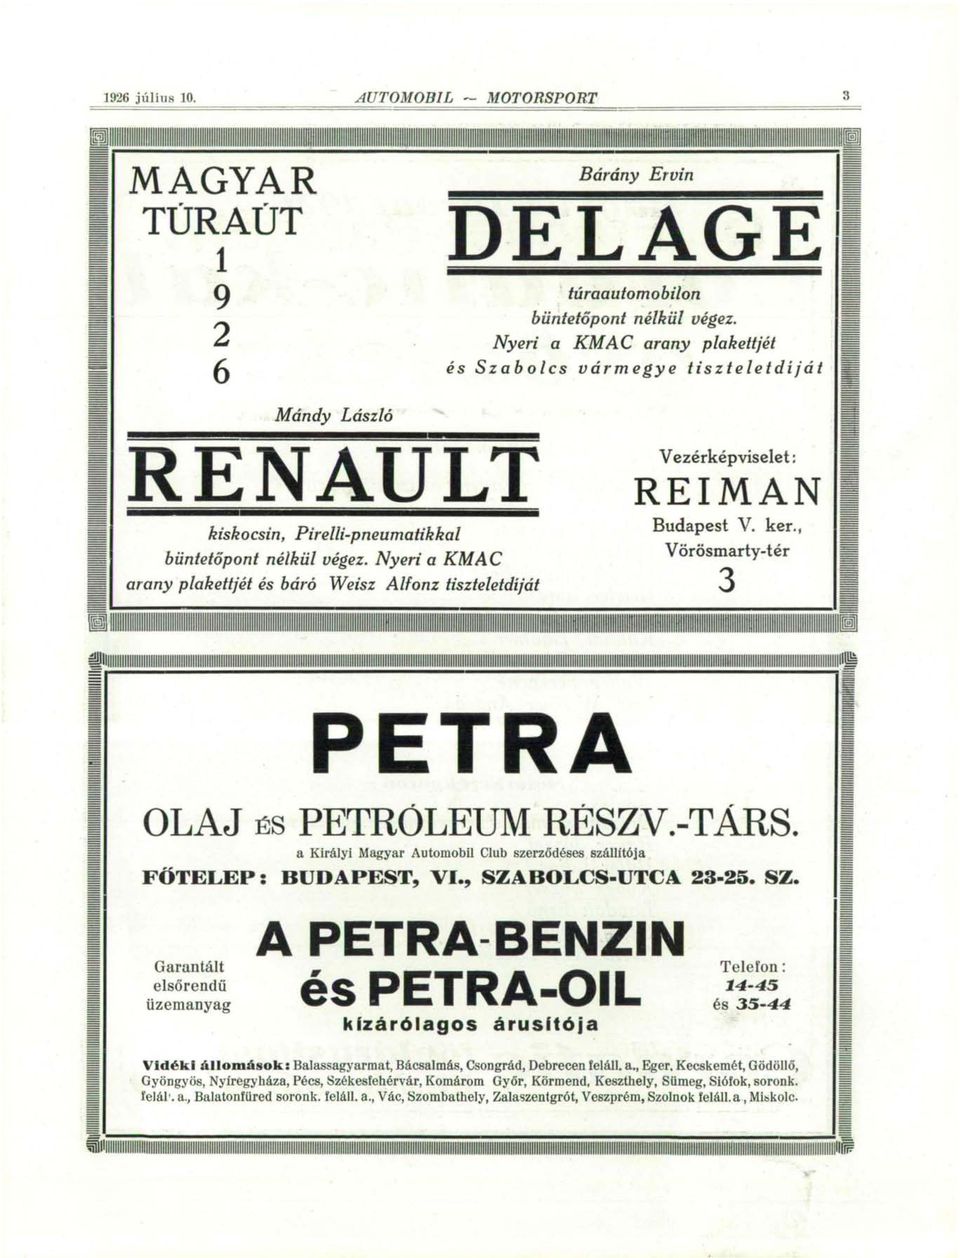 1926 július 10.
AUTOMOBIL — MOTORSPORT
3
MAGYAR
TÚRAÚT
1
9
2
6
Bárány Ervin
DELAGE
túraautomobilon
büntetőpont nélkül végez.
Nyeri a KMAC arany plakettjét
és Szabolcs vármegye tiszteletdiját
Mándy László
RENAULT
kiskocsin, Pirelli-pneumatikkal
büntetőpont nélkül végez. Nyeri a KMAC
arany plakettjét és báró Weisz Alfonz tiszteletdiját
Vezérképviselet:
REIMAN
Budapest V. ker.,
Vörösmarty-tér
3
PETRA
OLAJ ÉS PETRÓLEUM RÉSZV.-TÁRS.
a Királyi Magyar Automobil Club szerződéses szállítója
FŐTELEP: BUDAPEST, VI., SZABOLCS-UTCA 23-25. SZ.
Garantált
elsőrendű
üzemanyag
A PETRA-BENZIN
és PETRA-OIL
kízárólagos árusítója
Telefon:
14-45
és 35-44
Vidéki állomások: Balassagyarmat, Bácsalmás, Csongrád, Debrecen feláll. a., Eger, Kecskemét, Gödöllő,
Gyöngyös, Nyíregyháza, Pécs, Székesfehérvár, Komárom Győr, Körmend, Keszthely, Sümeg, Siófok, soronk.
felál'. a., Balatonfüred soronk. feláll. a., Vác, Szombathely, Zalaszentgrót, Veszprém, Szolnok feláll. a, Miskolc.